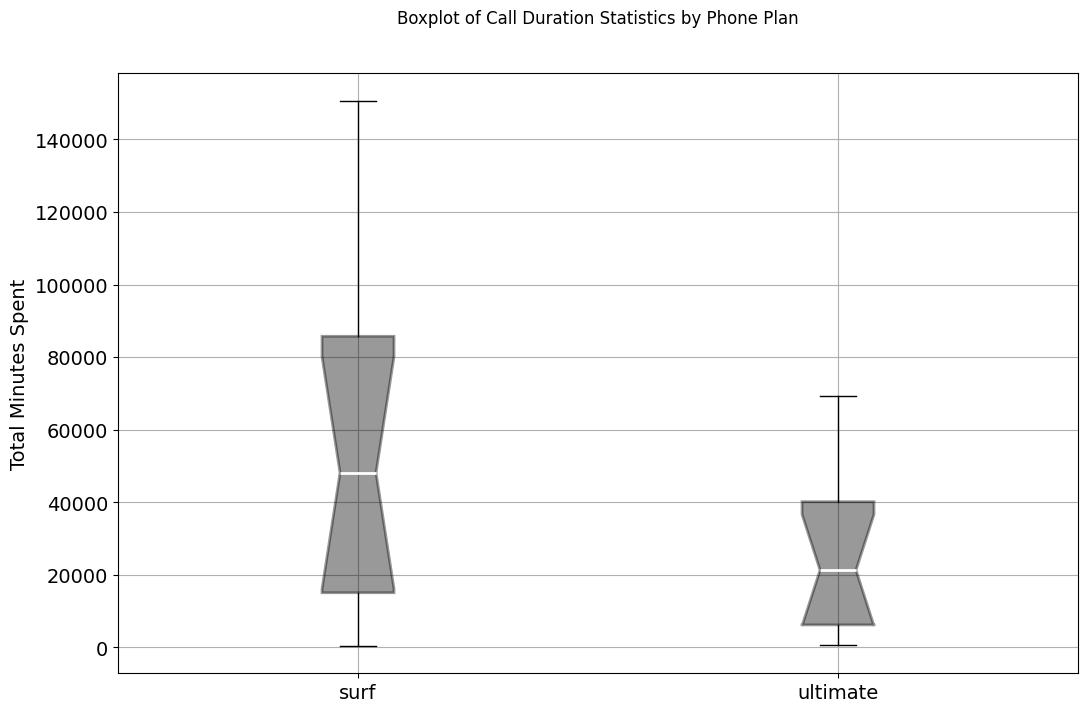 Boxplot of Call Duration Statistics by Phone Plan
Total Minutes Spent
140000
120000
100000
80000
60000
40000
20000
0
surf
ultimate